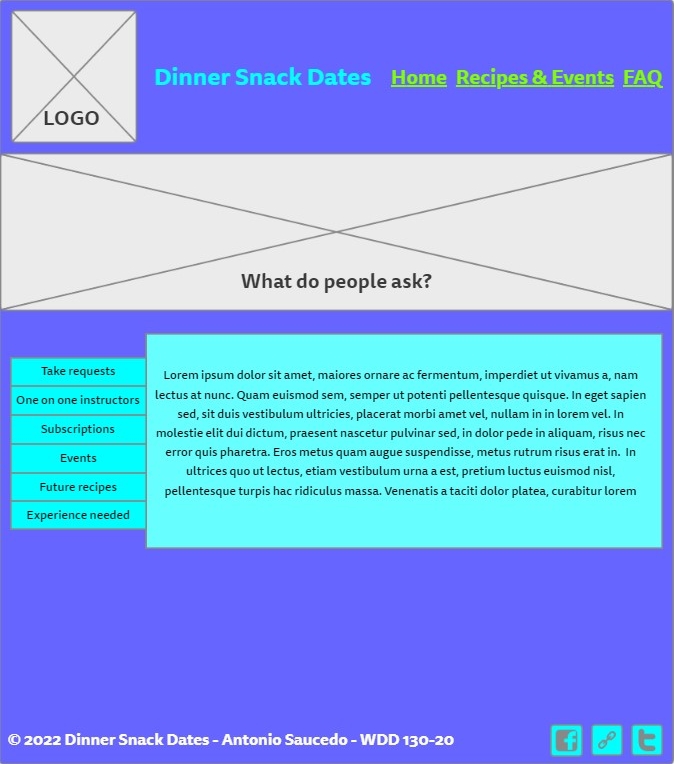 LOGO
Dinner Snack Dates
Home Recipes & Events FAQ
What do people ask?
Take requests
One on one instructors
Subscriptions
Events
Future recipes
Experience needed
Lorem ipsum dolor sit amet, maiores ornare ac fermentum, imperdiet ut vivamus a, nam
lectus at nunc. Quam euismod sem, semper ut potenti pellentesque quisque. In eget sapien
sed, sit duis vestibulum ultricies, placerat morbi amet vel, nullam in in lorem vel. In
molestie elit dui dictum, praesent nascetur pulvinar sed, in dolor pede in aliquam, risus nec
error quis pharetra. Eros metus quam augue suspendisse, metus rutrum risus erat in. In
ultrices quo ut lectus, etiam vestibulum urna a est, pretium luctus euismod nisl,
pellentesque turpis hac ridiculus massa. Venenatis a taciti dolor platea, curabitur lorem
© 2022 Dinner Snack Dates - Antonio Saucedo - WDD 130-20